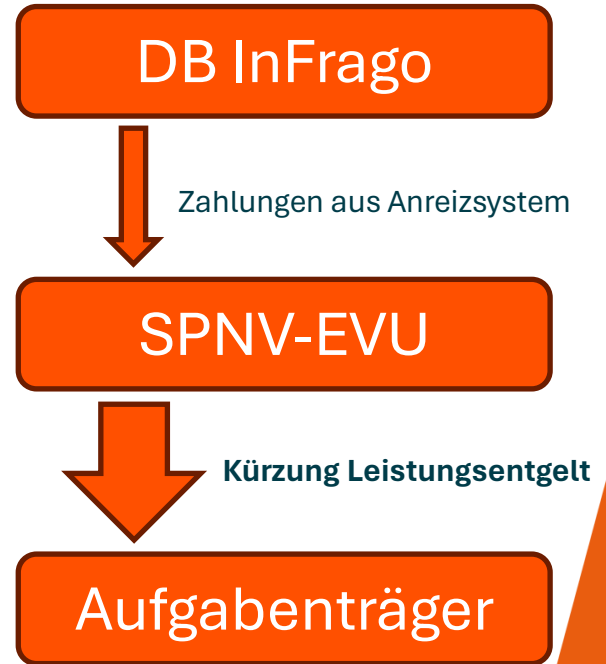 DB InFrago
Zahlungen aus Anreizsystem
SPNV-EVU
Kürzung Leistungsentgelt
Aufgabenträger